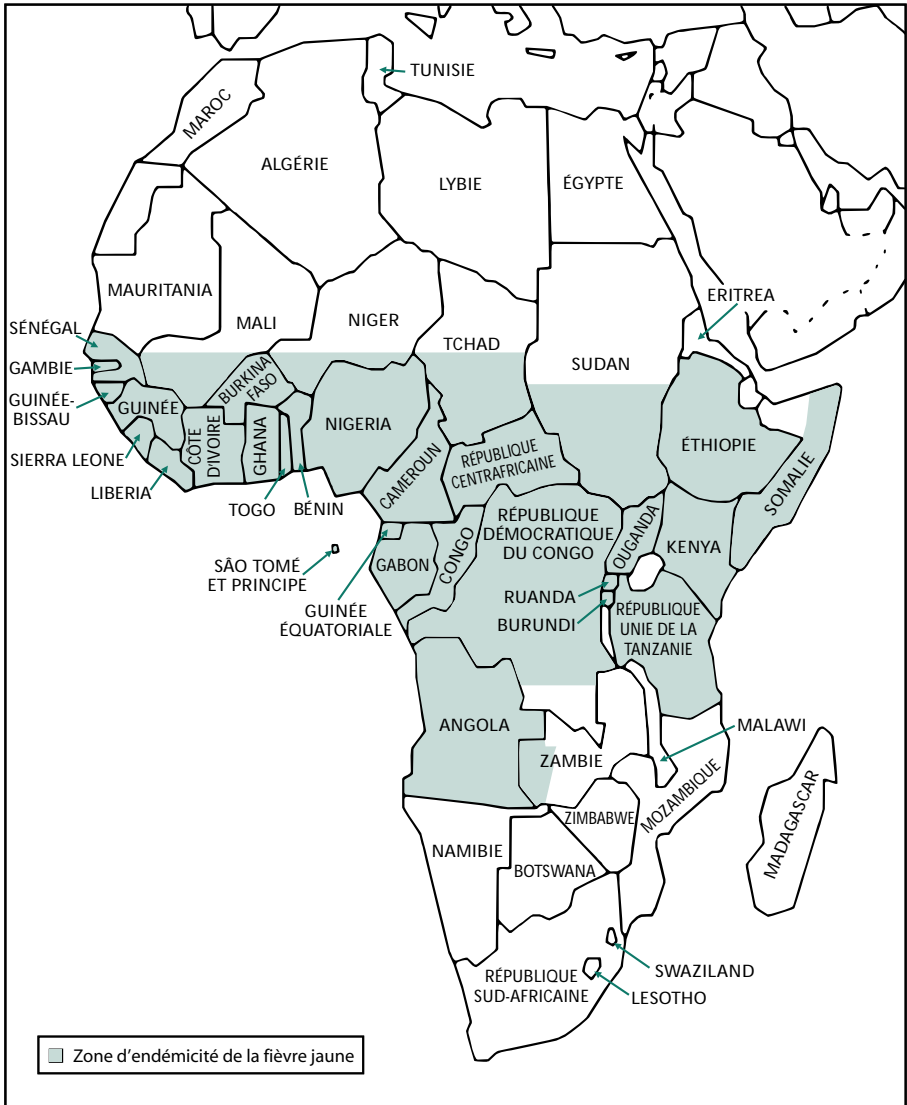 TUNISIE
MAROC
ALGÉRIE
LYBIE
ÉGYPTE
MAURITANIA
MALI
NIGER
TCHAD
SUDAN
ERITREA
SÉNÉGAL
GAMBIE
GUINÉE-
BISSAU
GUINÉE
SIERRA LEONE
LIBERIA
CÔTE
D'IVOIRE
BURKINA
FASO
GHANA
TOGO
BÉNIN
NIGERIA
CAMEROUN
RÉPUBLIQUE
CENTRAFRICAINE
ÉTHIOPIE
SOMALIE
SÂO TOMÉ
ET PRINCIPE
GUINÉE
ÉQUATORIALE
GABON
CONGO
RÉPUBLIQUE
DÉMOCRATIQUE
DU CONGO
OUGANDA
KENYA
RUANDA
BURUNDI
RÉPUBLIQUE
UNIE DE LA
TANZANIE
ANGOLA
ZAMBIE
MALAWI
MOZAMBIQUE
ZIMBABWE
NAMIBIE
BOTSWANA
MADAGASCAR
SWAZILAND
LESOTHO
RÉPUBLIQUE
SUD-AFRICAINE
Zone d'endémicité de la fièvre jaune